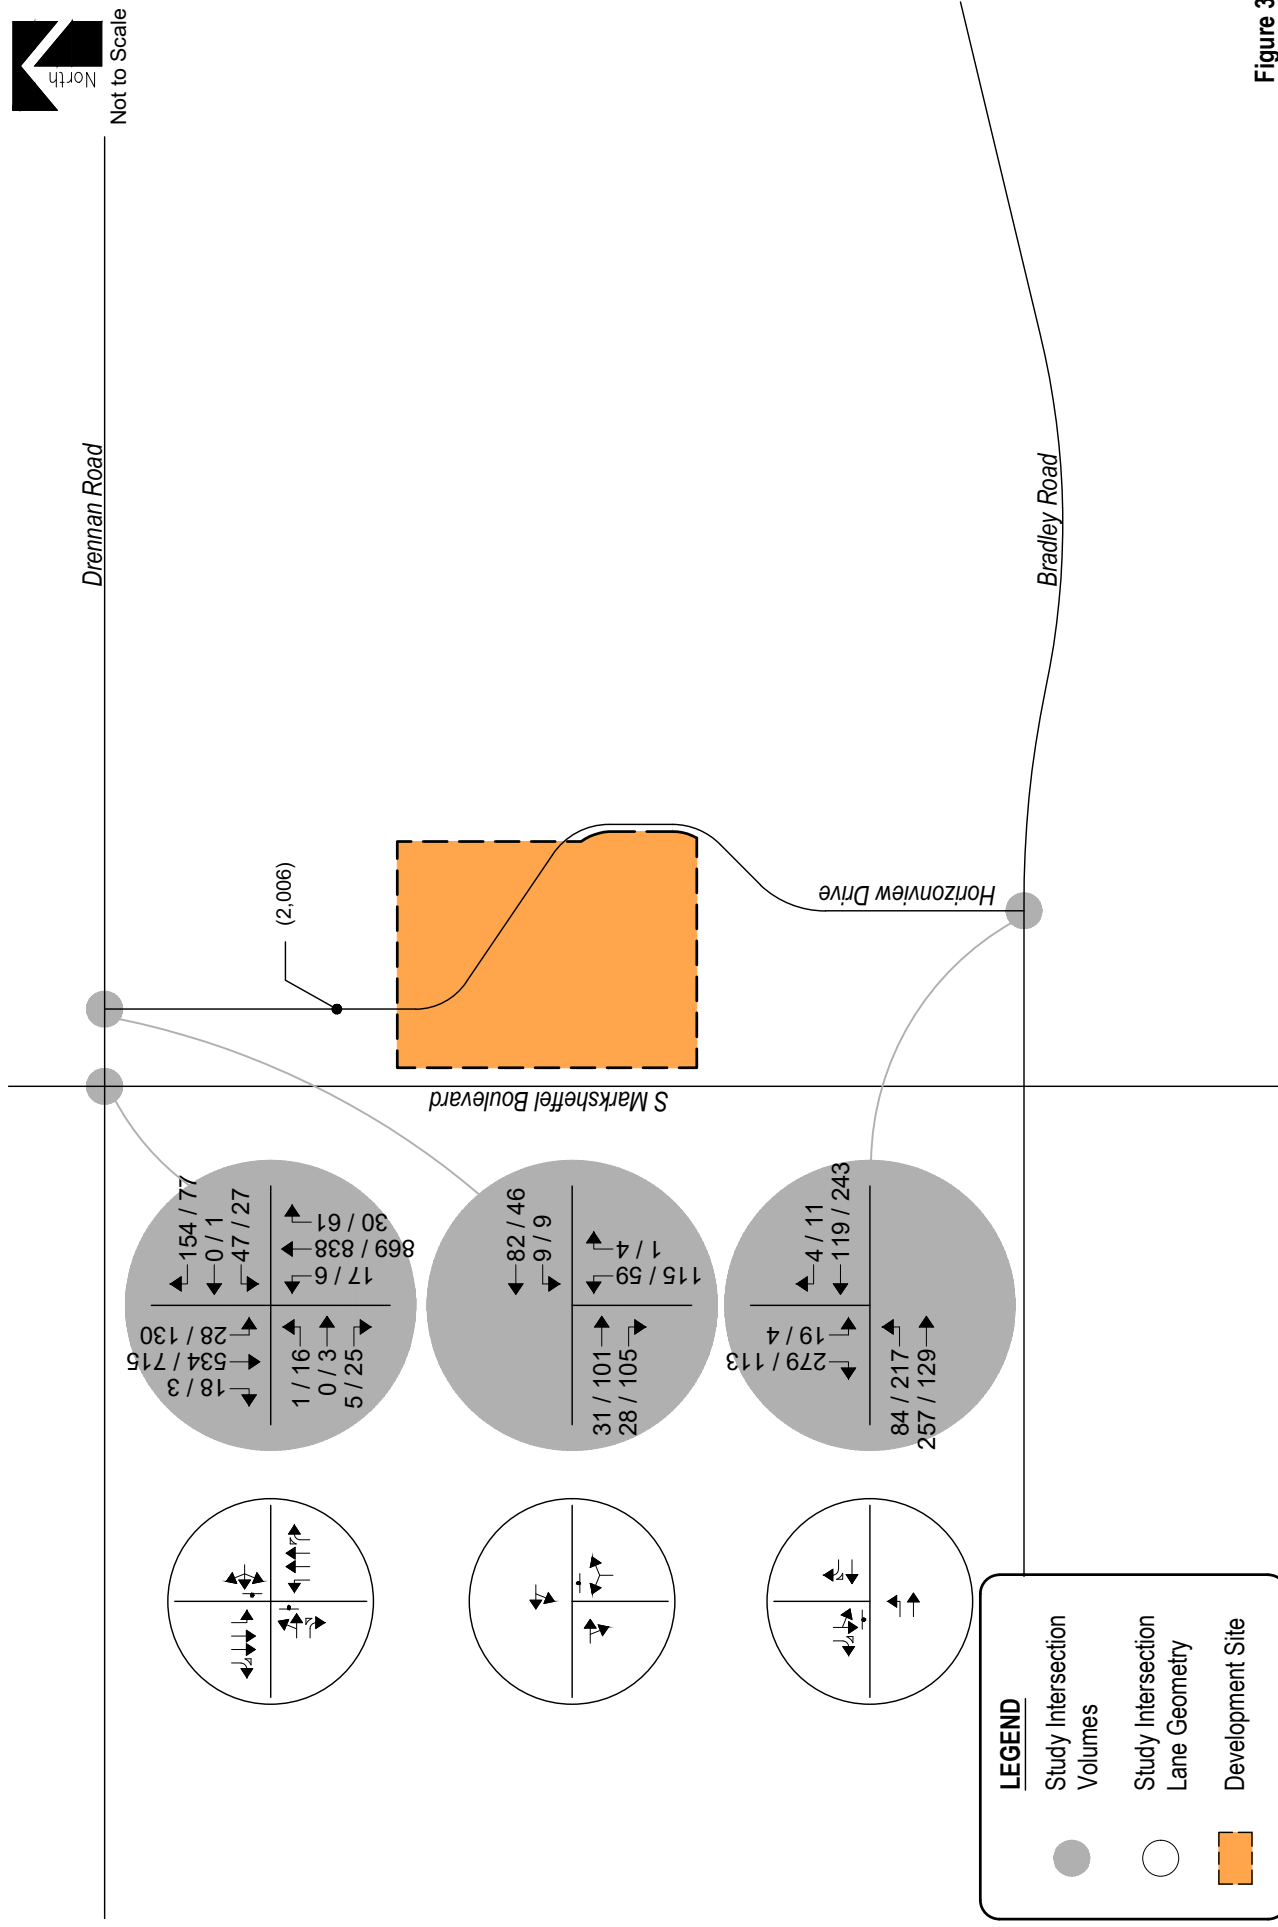 North
Not to Scale
Drennan Road
(2,006)
S Marksheffel Boulevard
Horizonview Drive
Bradley Road
154 / 77
0 / 1
47 / 27
28 / 130
534 / 715
18 / 3
1 / 16
0 / 3
5 / 25
17 / 6
869 / 838
30 / 61
82 / 46
9 / 9
31 / 101
28 / 105
115 / 59
1 / 4
4 / 11
119 / 243
19 / 4
279 / 113
84 / 217
257 / 129
LEGEND
Study Intersection
Volumes
Study Intersection
Lane Geometry
Development Site
Figure 3